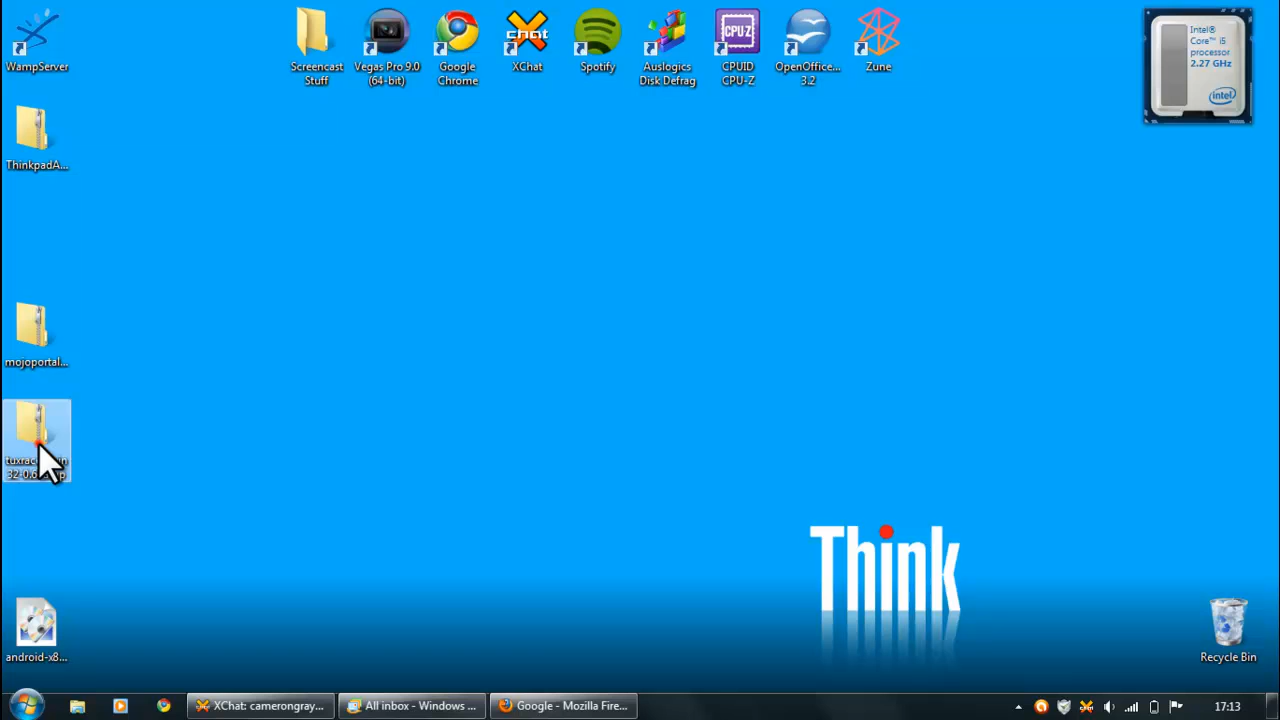 WampServer
Screencast
Stuff
Vegas Pro 9.0
(64-bit)
Google
Chrome
chat
XChat
Spotify
Auslogics
Disk Defrag
CPU-Z
CPUID
CPU-Z
OpenOffice...
3.2
Zune
Intel®
Core™ i5
processor
2.27 GHz
intel
ThinkpadA...
mojoportal...
Think
android-x8...
Recycle Bin
XChat: camerongray...
All inbox - Windows ...
Google - Mozilla Fire...
17:13